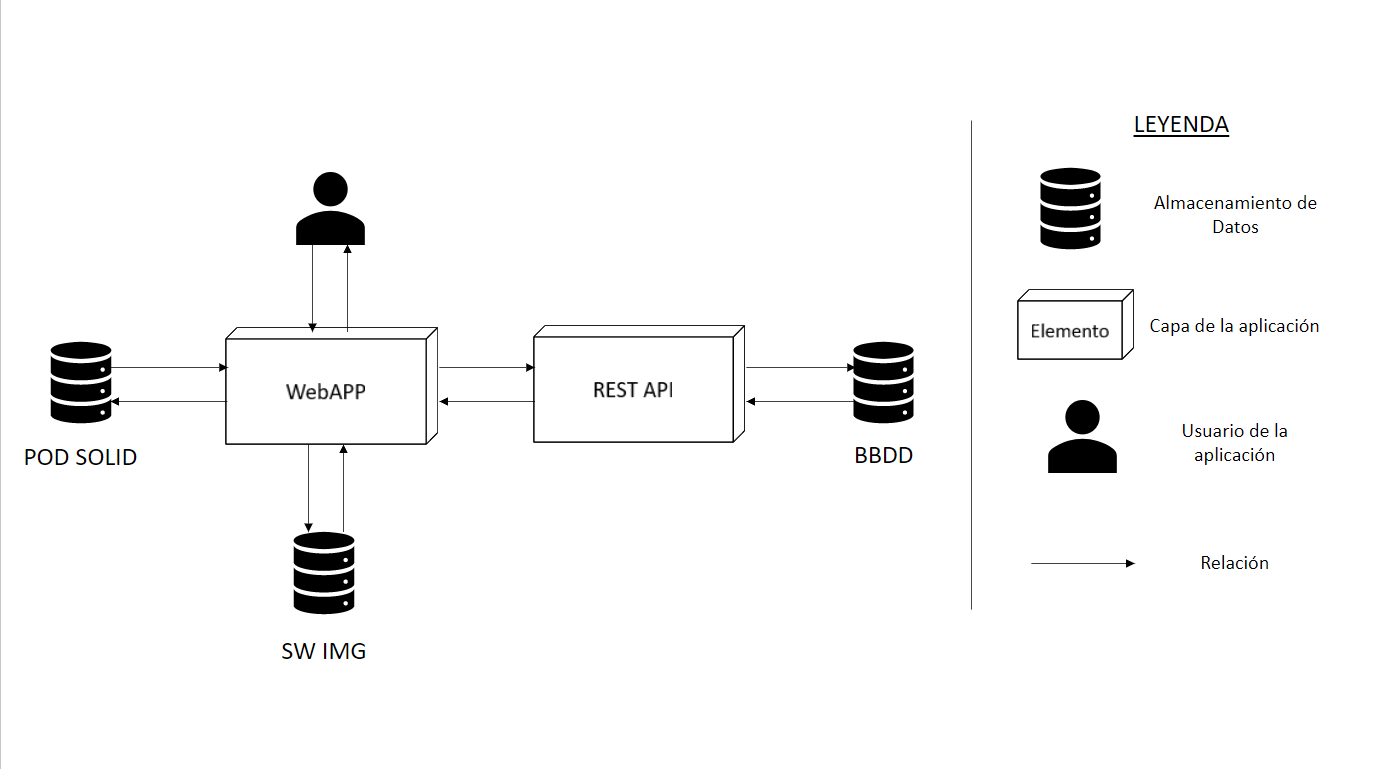 WebAPP
REST API
POD SOLID
BBDD
SW IMG
LEYENDA
Almacenamiento de
Datos
Elemento
Capa de la aplicación
Usuario de la
aplicación
Relación